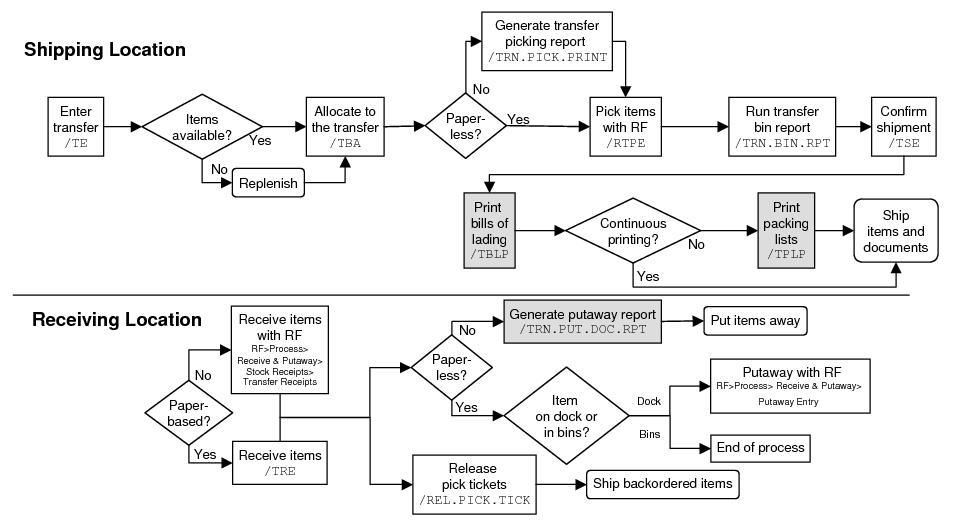 Shipping Location
Enter
transfer
/TE
Items
available?
Yes
No
Replenish
Allocate to
the transfer
/TBA
Paper-
less?
No
Yes
Generate transfer
picking report
/TRN.PICK.PRINT
Pick items
with RF
/RTPE
Run transfer
bin report
/TRN.BIN.RPT
Confirm
shipment
/TSE
Print
bills of
lading
/TBLP
Continuous
printing?
No
Yes
Print
packing
lists
/TPLP
Ship
items and
documents
Receiving Location
Paper-
based?
No
Yes
Receive items
with RF
RF>Process>
Receive & Putaway>
Stock Receipts>
Transfer Receipts
Receive items
/TRE
Paper-
less?
No
Yes
Generate putaway report
/TRN.PUT.DOC.RPT
Put items away
Item
on dock or
in bins?
Dock
Bins
Putaway with RF
RF>Process> Receive & Putaway>
Putaway Entry
End of process
Release
pick tickets
/REL.PICK.TICK
Ship backordered items